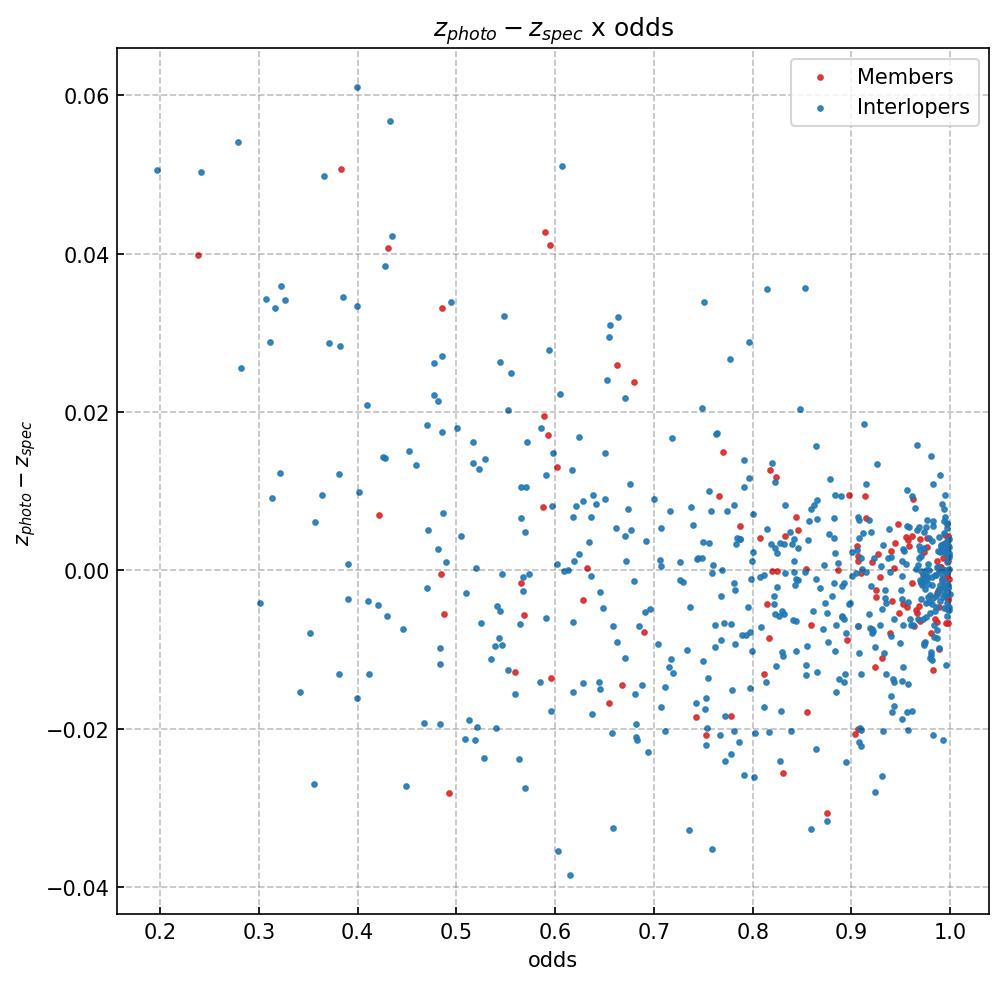 z_photo − z_spec x odds
Members
Interlopers
z_photo − z_spec
0.06
0.04
0.02
0.00
−0.02
−0.04
0.2 0.3 0.4 0.5 0.6 0.7 0.8 0.9 1.0
odds